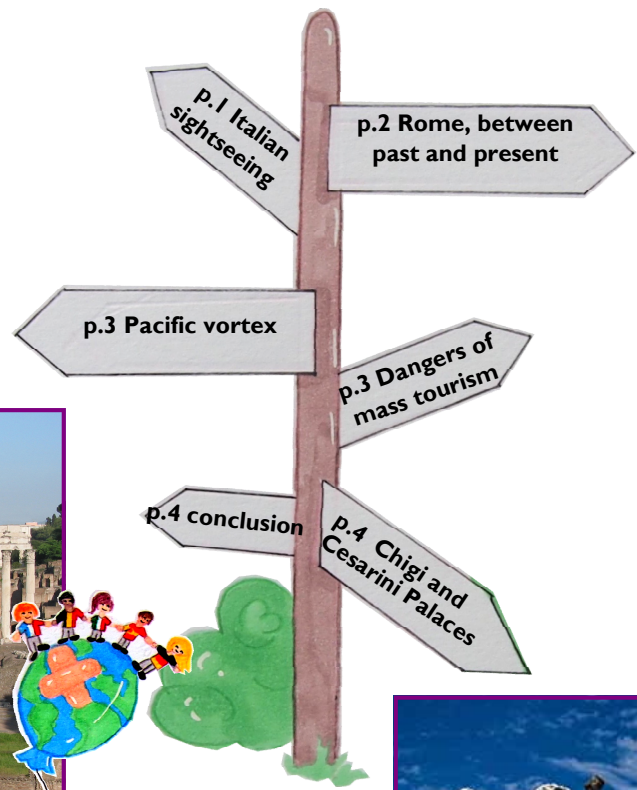 p.1 Italian
sightseeing
p.2 Rome, between
past and present
p.3 Pacific vortex
p.3 Dangers of
mass tourism
p.4 conclusion
p.4 Chigi and
Cesarini Palaces